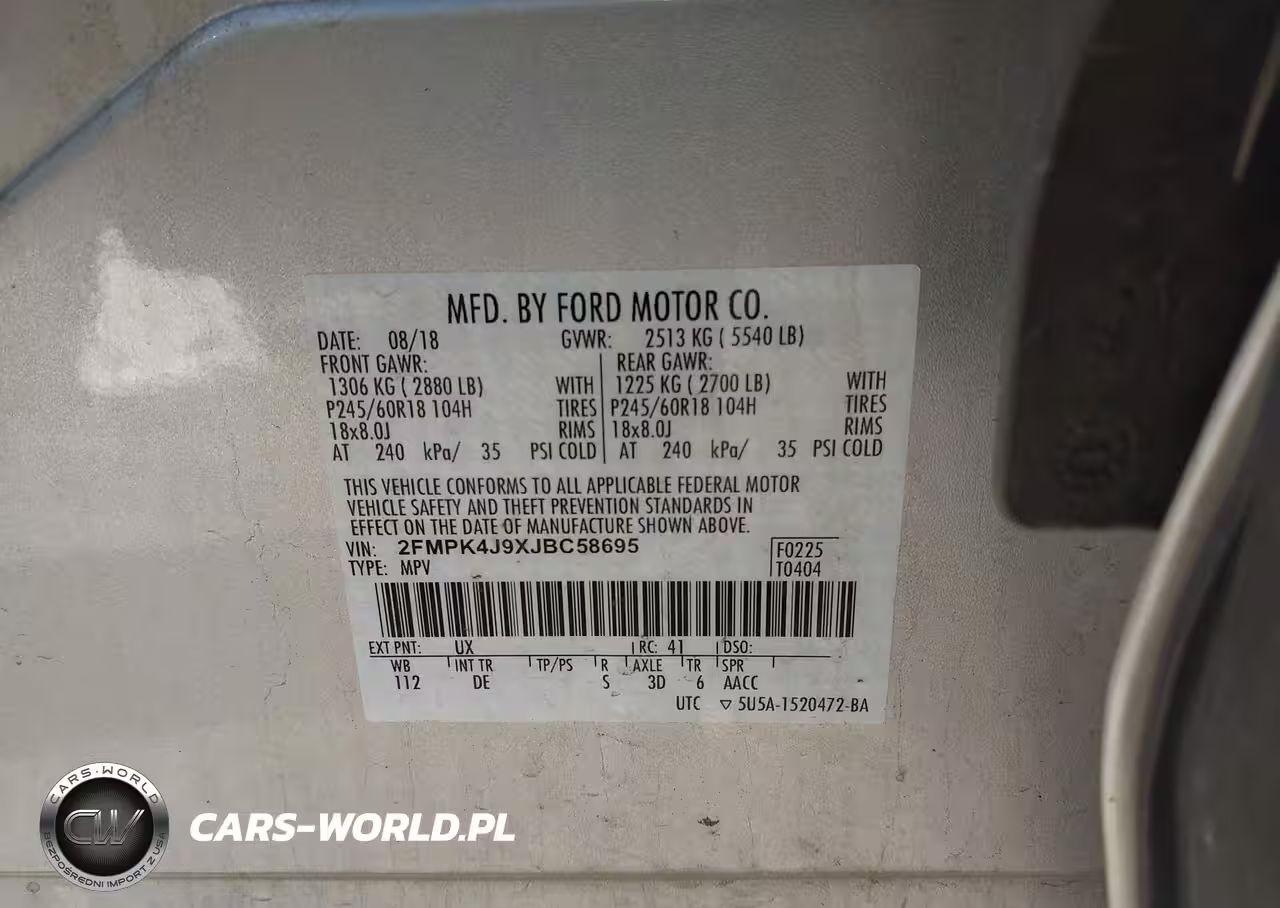 MFD. BY FORD MOTOR CO.
DATE: 08/18 GVWR: 2513 KG ( 5540 LB)
FRONT GAWR: REAR GAWR:
1306 KG ( 2880 LB) WITH 1225 KG ( 2700 LB) WITH
P245/60R18 104H TIRES P245/60R18 104H TIRES
18x8.0J RIMS 18x8.0J RIMS
AT 240 kPa/ 35 PSI COLD AT 240 kPa/ 35 PSI COLD
THIS VEHICLE CONFORMS TO ALL APPLICABLE FEDERAL MOTOR
VEHICLE SAFETY AND THEFT PREVENTION STANDARDS IN
EFFECT ON THE DATE OF MANUFACTURE SHOWN ABOVE.
VIN: 2FMPK4J9XJBC58695 F0225
TYPE: MPV T0404
EXT PNT: UX RC: 41 DSO:
WB INT TR TP/PS R AXLE TR SPR
112 DE S 3D 6 AACC
UTC ▽ 5U5A-1520472-BA
CARS-WORLD
CW
BEZPOŚREDNI IMPORT Z USA
CARS-WORLD.PL